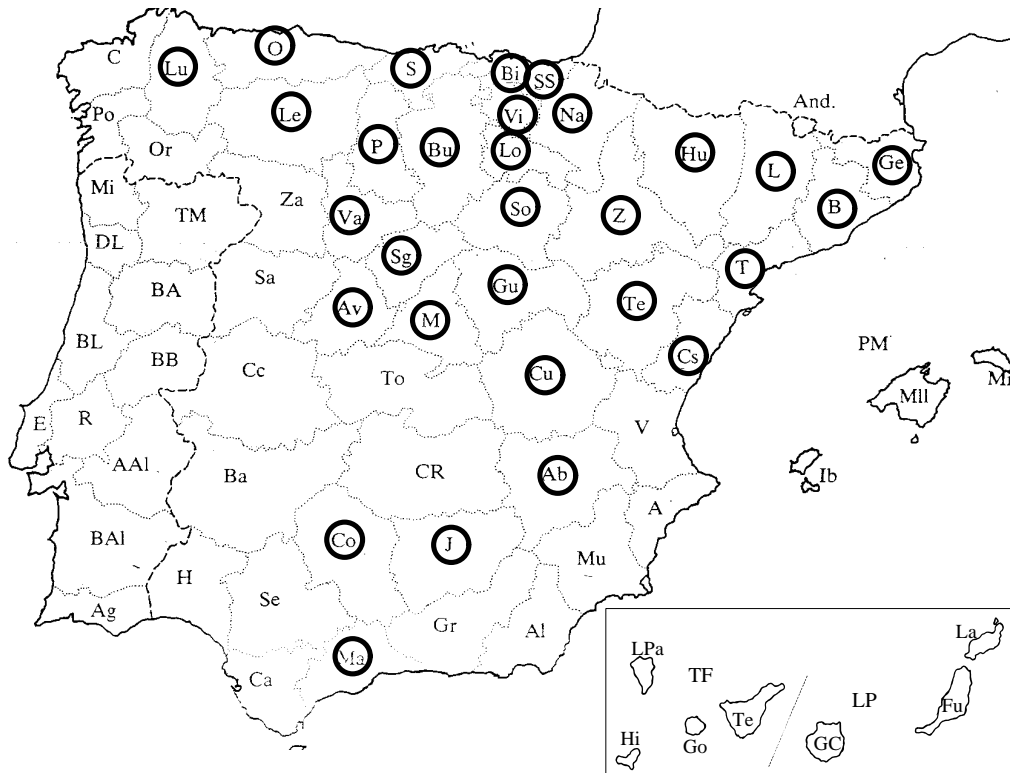 O
C
Lu
S
Bi
SS
And.
Po
Le
Vi
Na
Or
P
Bu
Lo
Hu
L
Ge
Mi
Za
TM
Va
So
Z
B
DL
Sg
T
Sa
BA
Av
Gu
Te
M
BL
BB
Cc
To
Cu
Cs
PM
Mi
Mll
E
R
V
AAl
Ba
CR
Ab
Ib
A
BAl
Co
J
H
Mu
Ag
Se
Gr
Al
Ma
Ca
La
LPa
TF
LP
Fu
Te
Hi
Go
GC